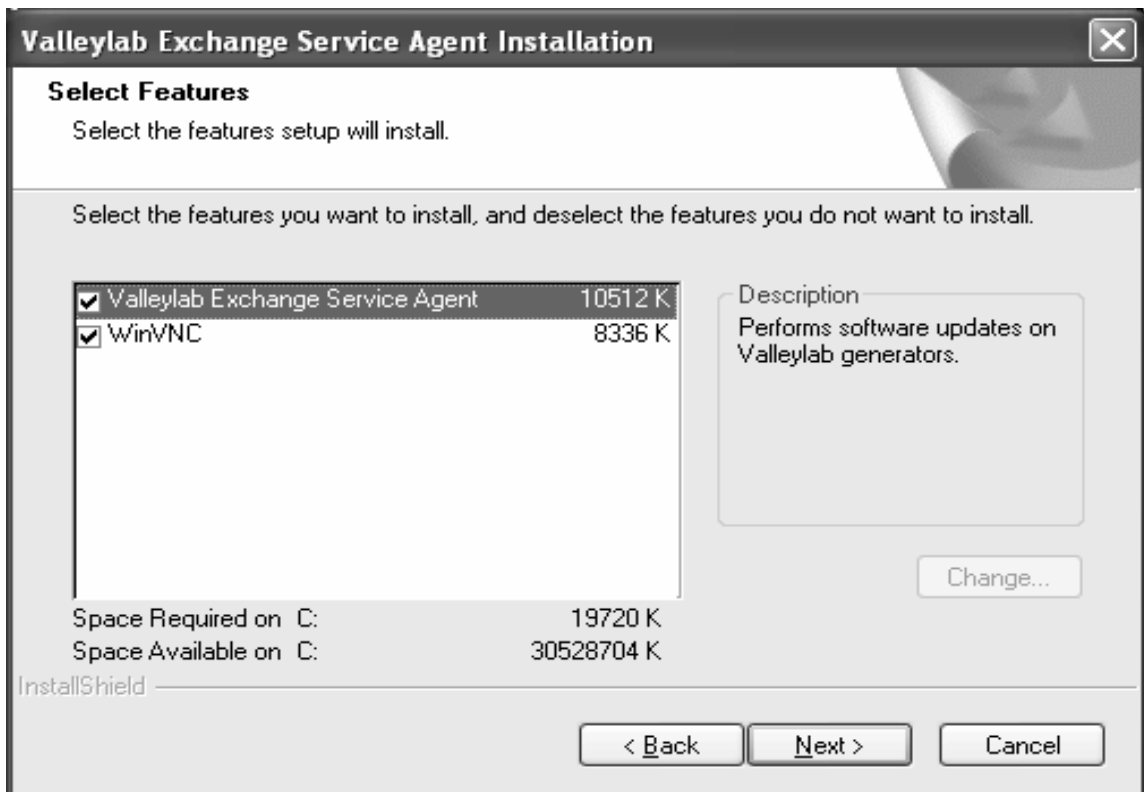 Valleylab Exchange Service Agent Installation
Select Features
Select the features setup will install.
Select the features you want to install, and deselect the features you do not want to install.
Valleylab Exchange Service Agent 10512 K
WinVNC 8336 K
Description
Performs software updates on
Valleylab generators.
Change...
Space Required on C: 19720 K
Space Available on C: 30528704 K
InstallShield
< Back Next > Cancel